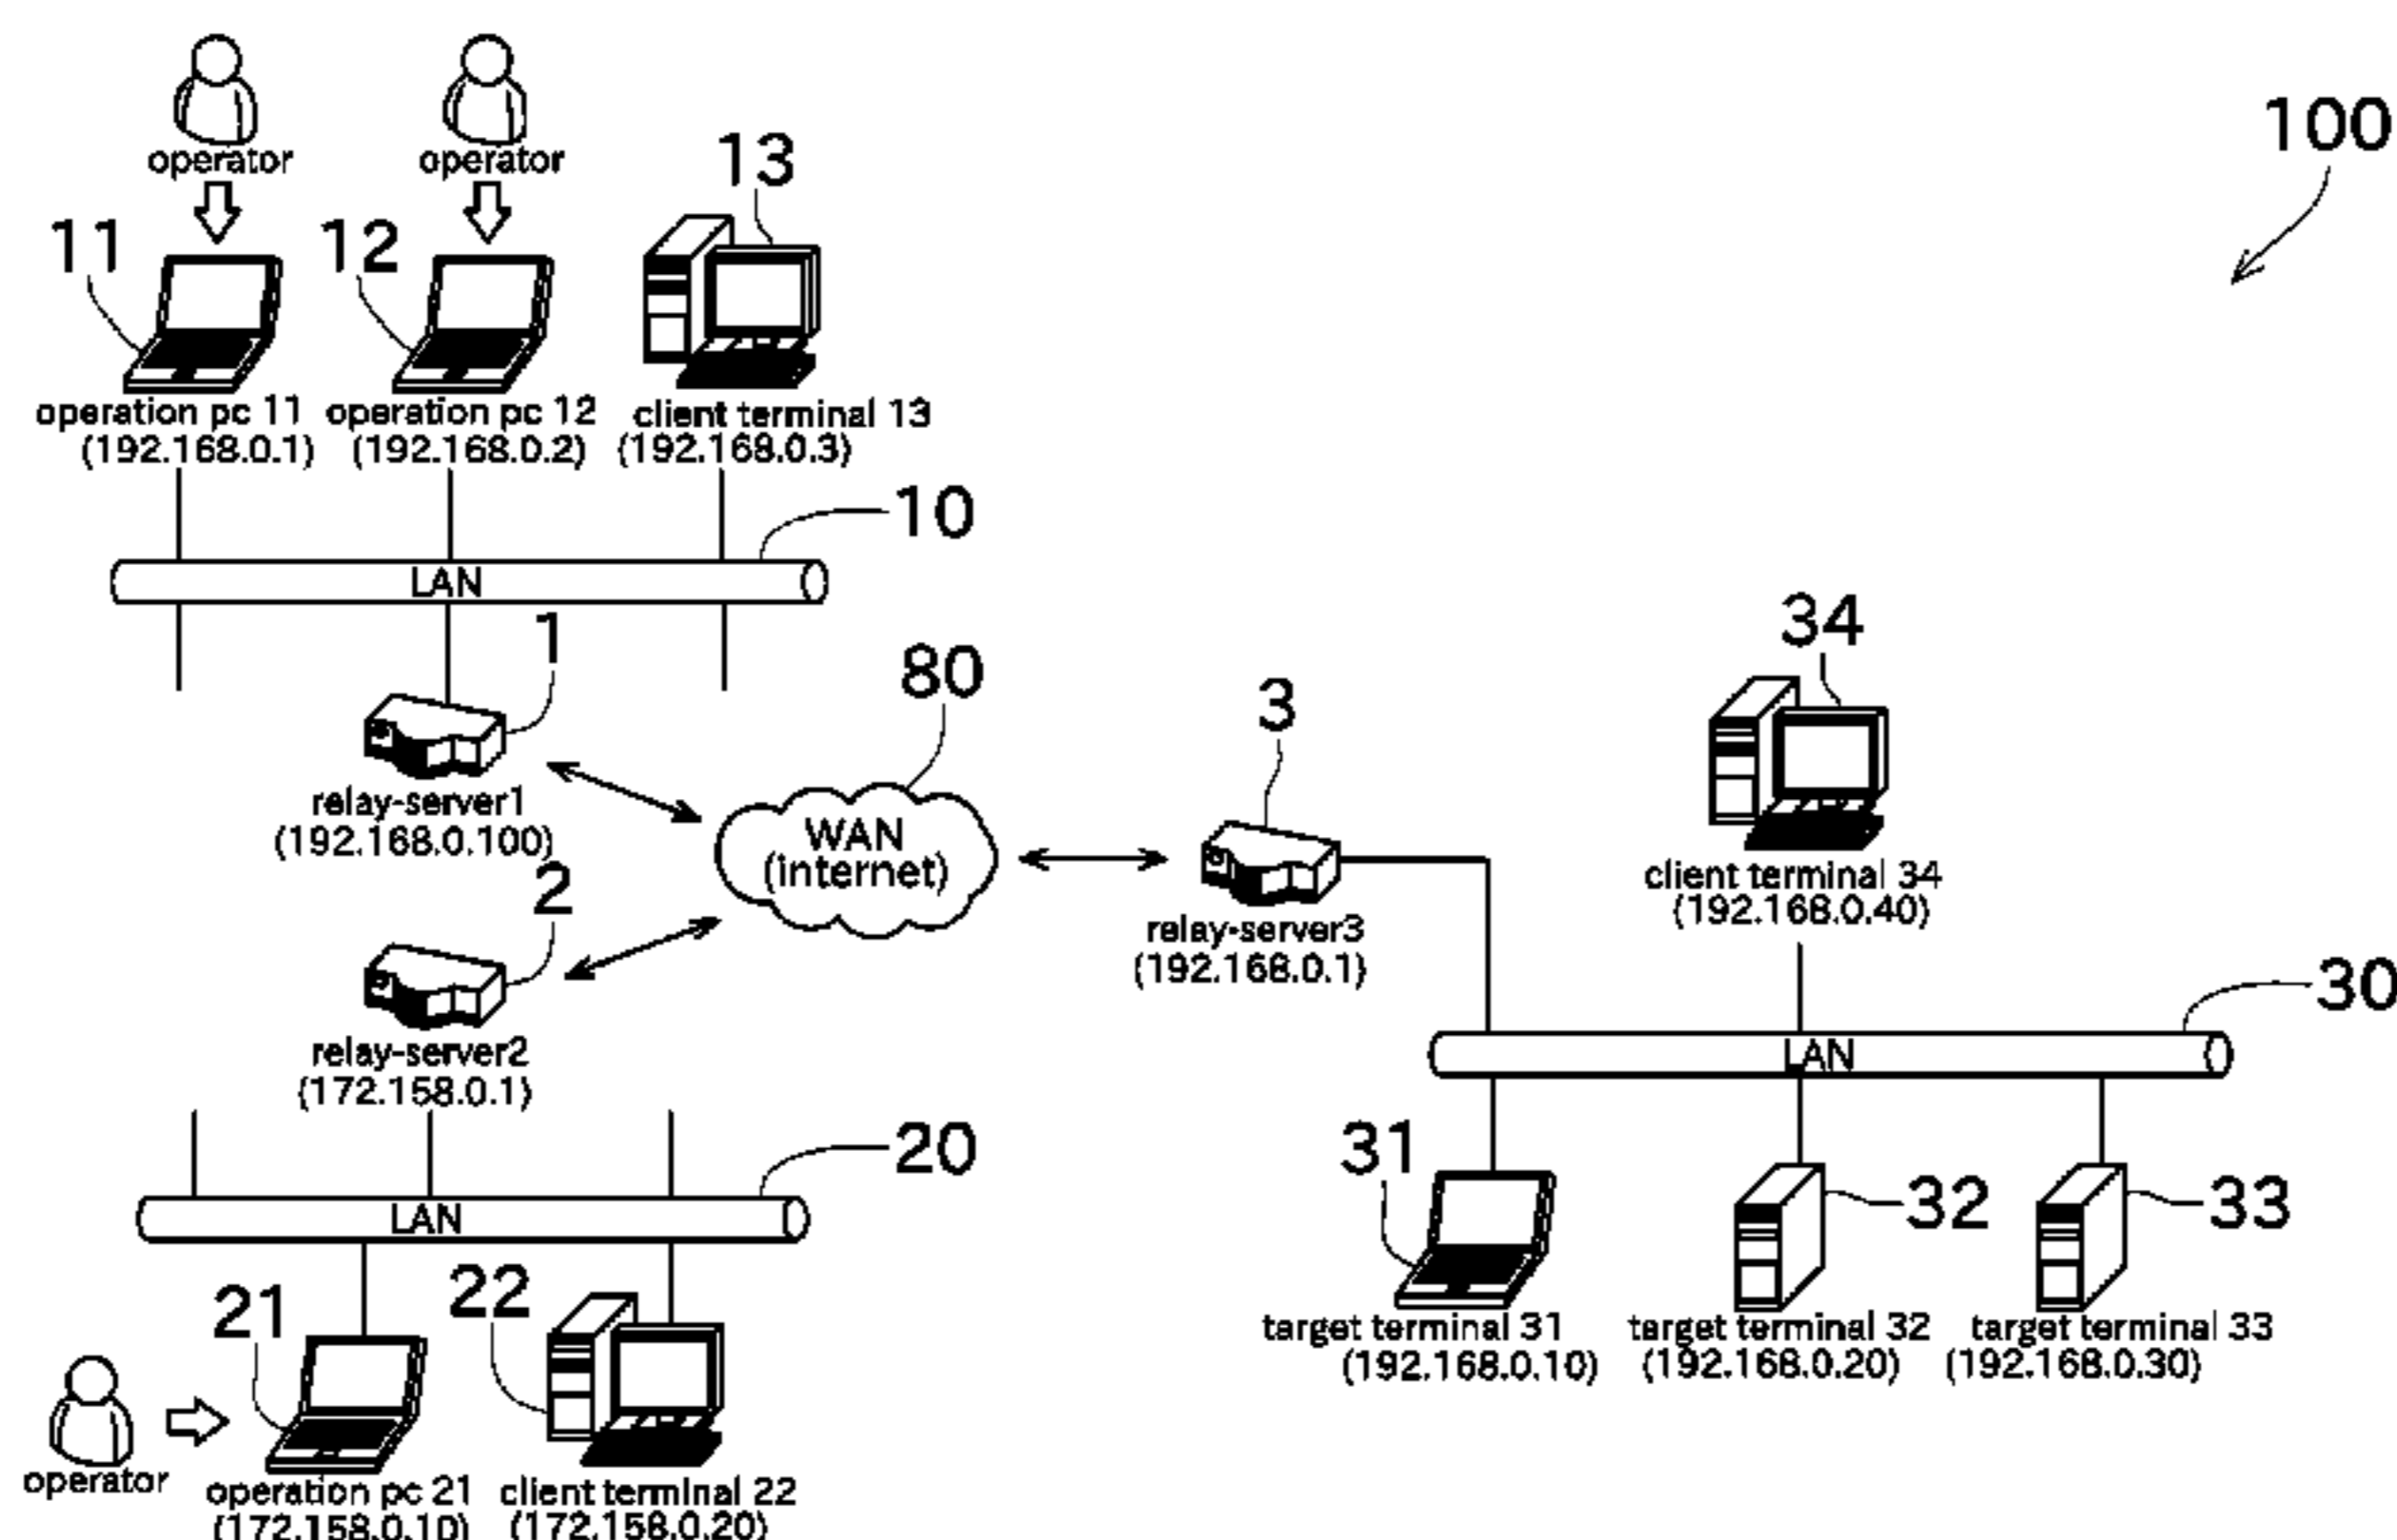 operator
operator
13
100
11
12
operation pc 11
(192.168.0.1)
operation pc 12
(192.168.0.2)
client terminal 13
(192.168.0.3)
10
LAN
1
relay-server1
(192.168.0.100)
80
WAN
(internet)
3
relay-server3
(192.168.0.1)
34
client terminal 34
(192.168.0.40)
2
relay-server2
(172.158.0.1)
30
LAN
20
LAN
31
32
33
target terminal 31
(192.168.0.10)
target terminal 32
(192.168.0.20)
target terminal 33
(192.168.0.30)
21
22
operator
operation pc 21
(172.158.0.10)
client terminal 22
(172.158.0.20)